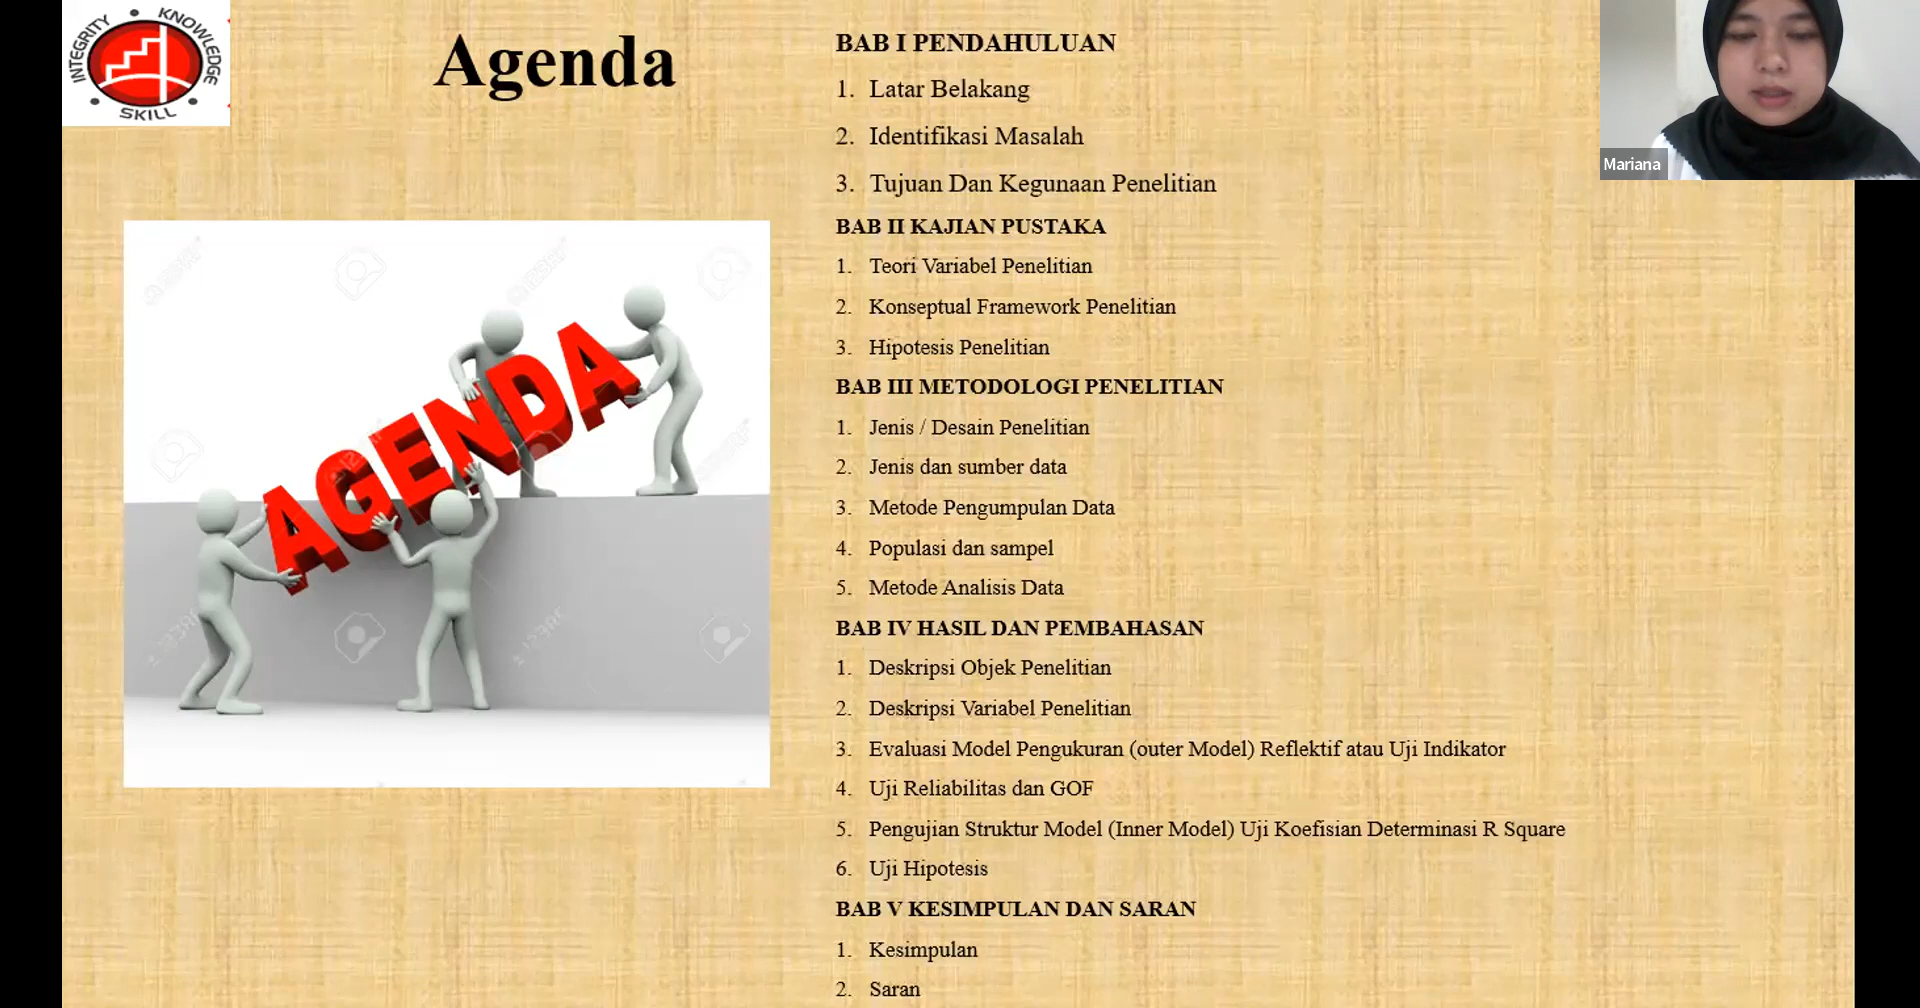 INTEGRITY
KNOWLEDGE
SKILL
Agenda
AGENDA
BAB I PENDAHULUAN
1. Latar Belakang
2. Identifikasi Masalah
3. Tujuan Dan Kegunaan Penelitian
BAB II KAJIAN PUSTAKA
1. Teori Variabel Penelitian
2. Konseptual Framework Penelitian
3. Hipotesis Penelitian
BAB III METODOLOGI PENELITIAN
1. Jenis / Desain Penelitian
2. Jenis dan sumber data
3. Metode Pengumpulan Data
4. Populasi dan sampel
5. Metode Analisis Data
BAB IV HASIL DAN PEMBAHASAN
1. Deskripsi Objek Penelitian
2. Deskripsi Variabel Penelitian
3. Evaluasi Model Pengukuran (outer Model) Reflektif atau Uji Indikator
4. Uji Reliabilitas dan GOF
5. Pengujian Struktur Model (Inner Model) Uji Koefisian Determinasi R Square
6. Uji Hipotesis
BAB V KESIMPULAN DAN SARAN
1. Kesimpulan
2. Saran
Mariana